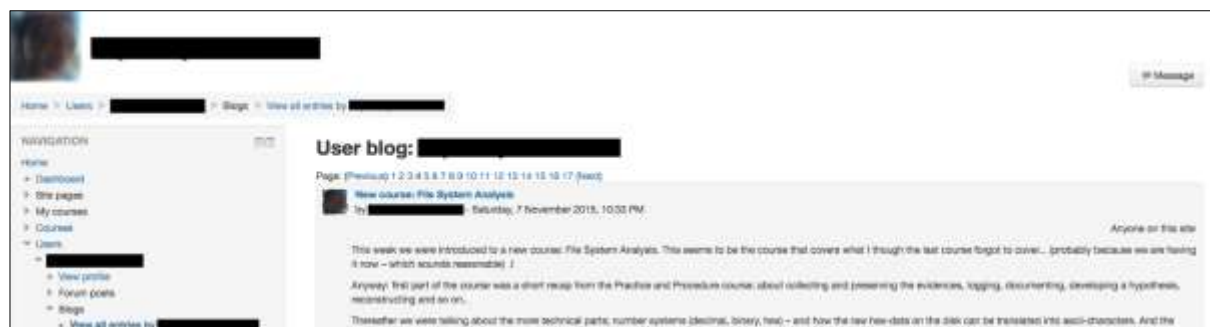 Message
Home > Users > > Blogs > View all entries by
NAVIGATION
Home
Dashboard
Site pages
My courses
Courses
Users
View profile
Forum posts
Blogs
View all entries by
User blog:
Page: (Previous) 1 2 3 4 5 6 7 8 9 10 11 12 13 14 15 16 17 (Next)
New course: File System Analysis
by - Saturday, 7 November 2015, 10:33 PM
Anyone on this site
This week we were introduced to a new course: File System Analysis. This seems to be the course that covers what I though the last course forgot to cover... (probably because we are having
it now – which sounds reasonable) :)
Anyway: first part of the course was a short recap from the Practice and Procedure course: about collecting and preserving the evidences, logging, documenting, developing a hypothesis,
reconstructing and so on.
Thereafter we were talking about the more technical parts; number systems (decimal, binary, hex) – and how the raw hex-data on the disk can be translated into ascii-characters. And the